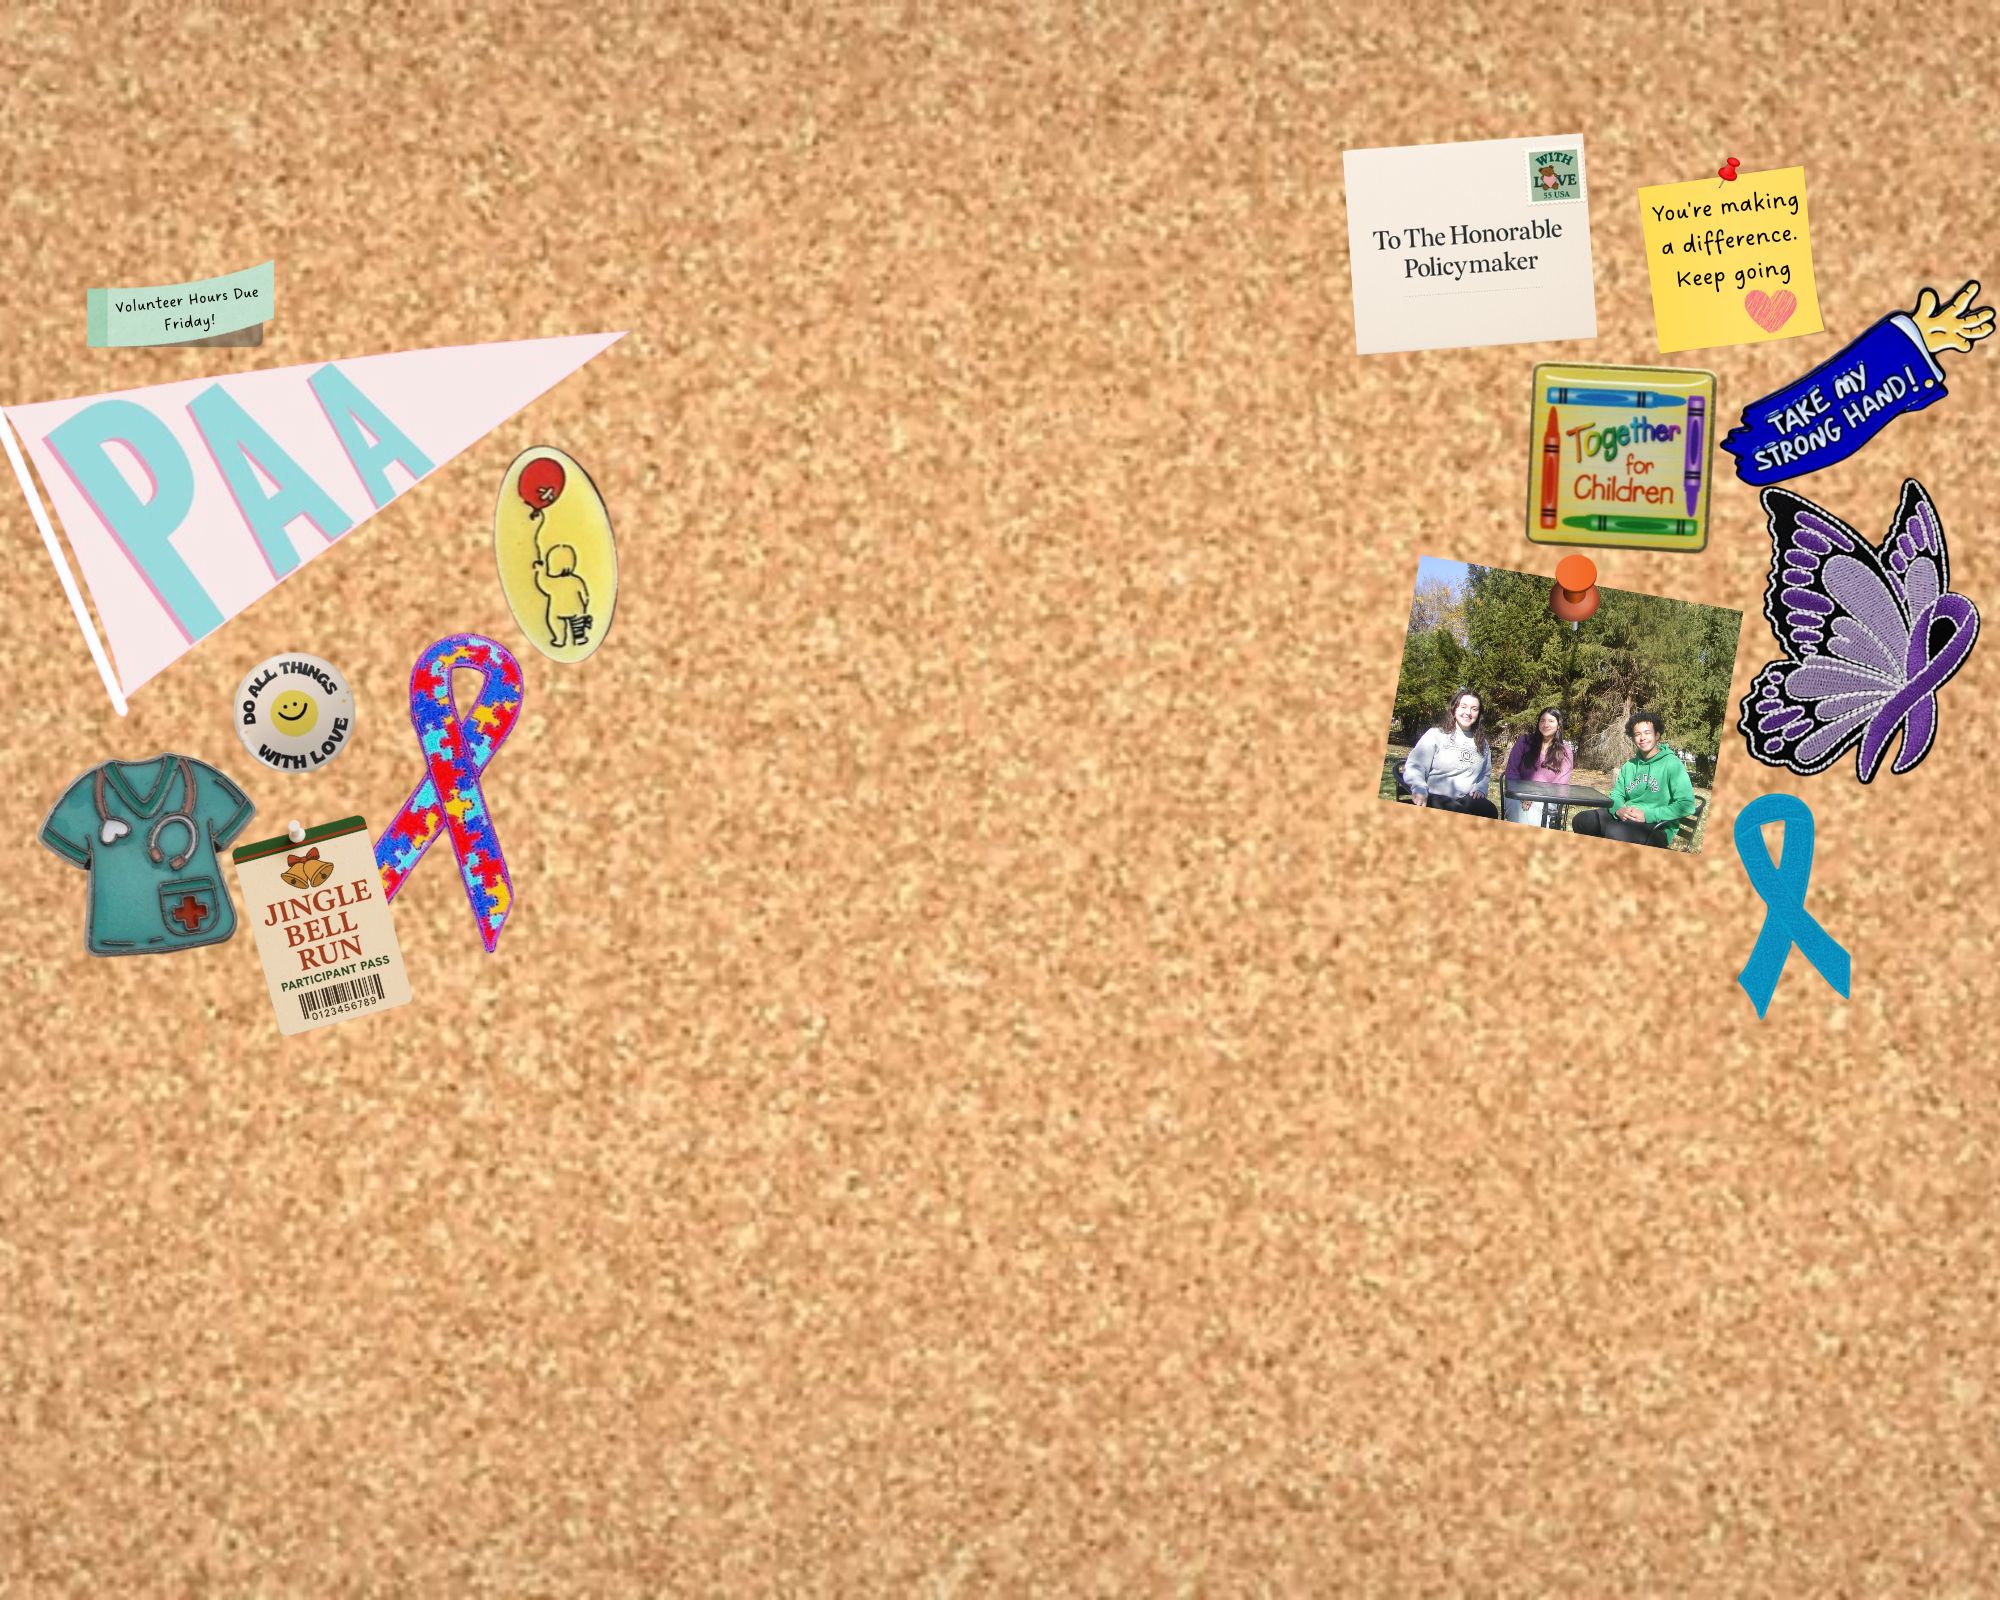 Volunteer Hours Due
Friday!
PAA
DO ALL THINGS
WITH LOVE
JINGLE
BELL
RUN
PARTICIPANT PASS
0123456789
WITH
LOVE
55 USA
To The Honorable
Policymaker
You're making
a difference.
Keep going
TAKE MY
STRONG HAND!
Together
for
Children